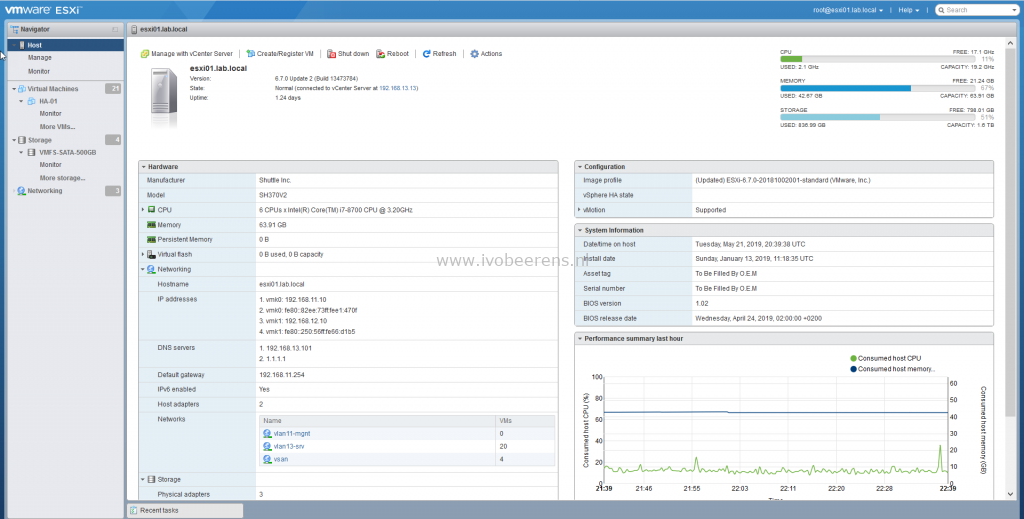 vmware ESXi
root@esxi01.lab.local
Help
Search
Navigator
Host
Manage
Monitor
Virtual Machines
21
HA-01
Monitor
More VMs...
Storage
4
VMFS-SATA-500GB
Monitor
More storage...
Networking
3
esxi01.lab.local
Manage with vCenter Server
Create/Register VM
Shut down
Reboot
Refresh
Actions
esxi01.lab.local
Version: 6.7.0 Update 2 (Build 13473784)
State: Normal (connected to vCenter Server at 192.168.13.13)
Uptime: 1.24 days
CPU FREE: 17.1 GHz
11%
USED: 2.1 GHz CAPACITY: 19.2 GHz
MEMORY FREE: 21.24 GB
67%
USED: 42.67 GB CAPACITY: 63.91 GB
STORAGE FREE: 798.01 GB
51%
USED: 836.99 GB CAPACITY: 1.6 TB
Hardware
Manufacturer Shuttle Inc.
Model SH370V2
CPU 6 CPUs x Intel(R) Core(TM) i7-8700 CPU @ 3.20GHz
Memory 63.91 GB
Persistent Memory 0 B
Virtual flash 0 B used, 0 B capacity
Networking
Hostname esxi01.lab.local
IP addresses 1. vmk0: 192.168.11.10
2. vmk0: fe80::82ee:73ff:fee1:470f
3. vmk1: 192.168.12.10
4. vmk1: fe80::250:56ff:fe66:d1b5
DNS servers 1. 192.168.13.101
2. 1.1.1.1
Default gateway 192.168.11.254
IPv6 enabled Yes
Host adapters 2
Networks Name VMs
vlan11-mgnt 0
vlan13-srv 20
vsan 4
Storage
Physical adapters 3
Configuration
Image profile (Updated) ESXi-6.7.0-20181002001-standard (VMware, Inc.)
vSphere HA state
vMotion Supported
System Information
Date/time on host Tuesday, May 21, 2019, 20:39:38 UTC
Install date Sunday, January 13, 2019, 11:18:35 UTC
Asset tag To Be Filled By O.E.M
Serial number To Be Filled By O.E.M
BIOS version 1.02
BIOS release date Wednesday, April 24, 2019, 02:00:00 +0200
www.ivobeerens.nl
Performance summary last hour
Consumed host CPU
Consumed host memory...
Consumed host CPU (%)
100
80
60
40
20
0
Consumed host memory (GB)
60
50
40
30
20
10
0
21:39 21:46 21:55 22:03 22:11 22:20 22:28 22:39
Time
Recent tasks